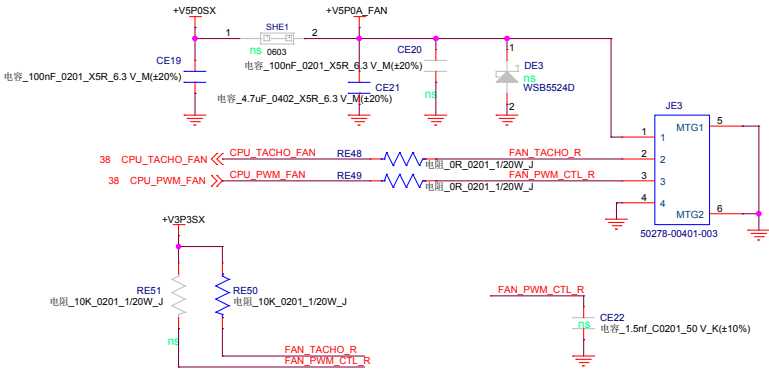 +V5P0SX
+V5P0A_FAN
SHE1
1
2
ns
0603
CE19
电容_100nF_0201_X5R_6.3 V_M(±20%)
CE20
电容_100nF_0201_X5R_6.3 V_M(±20%)
ns
CE21
电容_4.7uF_0402_X5R_6.3 V_M(±20%)
1
DE3
ns
WSB5524D
2
JE3
1
1
MTG1
5
38 CPU_TACHO_FAN
CPU_TACHO_FAN
RE48
电阻_0R_0201_1/20W_J
FAN_TACHO_R
2
2
38 CPU_PWM_FAN
CPU_PWM_FAN
RE49
电阻_0R_0201_1/20W_J
FAN_PWM_CTL_R
3
3
4
4
MTG2
6
50278-00401-003
+V3P3SX
RE51
电阻_10K_0201_1/20W_J
ns
RE50
电阻_10K_0201_1/20W_J
FAN_TACHO_R
FAN_PWM_CTL_R
FAN_PWM_CTL_R
CE22
ns
电容_1.5nf_C0201_50 V_K(±10%)